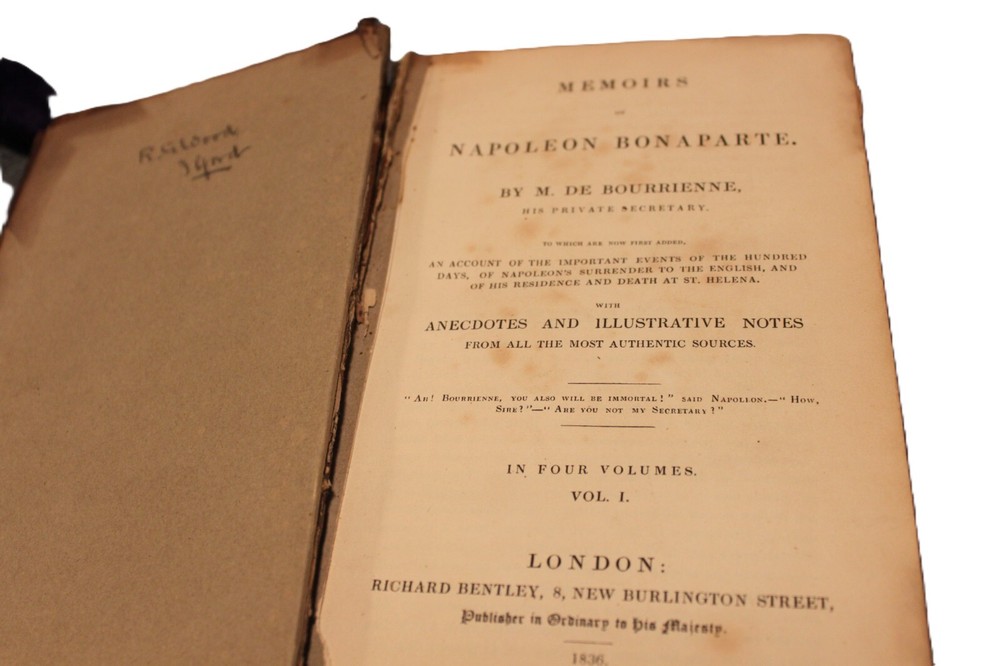 MEMOIRS
OF
NAPOLEON BONAPARTE.
BY M. DE BOURRIENNE,
HIS PRIVATE SECRETARY.
TO WHICH ARE NOW FIRST ADDED,
AN ACCOUNT OF THE IMPORTANT EVENTS OF THE HUNDRED
DAYS, OF NAPOLEON'S SURRENDER TO THE ENGLISH, AND
OF HIS RESIDENCE AND DEATH AT ST. HELENA.
WITH
ANECDOTES AND ILLUSTRATIVE NOTES
FROM ALL THE MOST AUTHENTIC SOURCES.
"AH! BOURRIENNE, YOU ALSO WILL BE IMMORTAL!" SAID NAPOLEON.—"HOW,
SIRE?"—"ARE YOU NOT MY SECRETARY?"
IN FOUR VOLUMES.
VOL. I.
LONDON:
RICHARD BENTLEY, 8, NEW BURLINGTON STREET,
Publisher in Ordinary to His Majesty.
1836.